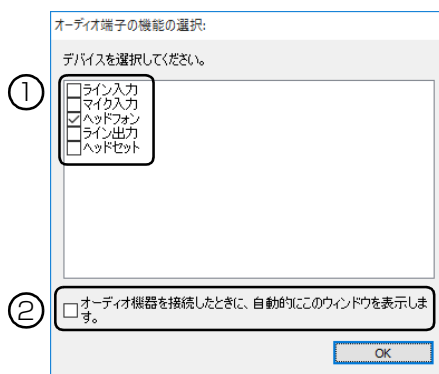 オーディオ端子の機能の選択:
デバイスを選択してください。
①
ライン入力
マイク入力
ヘッドフォン
ライン出力
ヘッドセット
②
オーディオ機器を接続したときに、自動的にこのウィンドウを表示しま
す。
OK